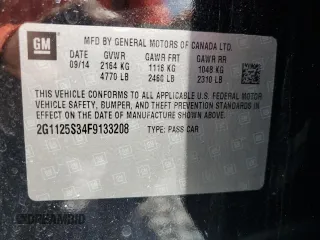 GM
MFD BY GENERAL MOTORS OF CANADA LTD.
DATE GVWR GAWR FRT GAWR RR
09/14 2164 KG 1116 KG 1048 KG
4770 LB 2460 LB 2310 LB
THIS VEHICLE CONFORMS TO ALL APPLICABLE U.S. FEDERAL MOTOR
VEHICLE SAFETY, BUMPER, AND THEFT PREVENTION STANDARDS IN
EFFECT ON THE DATE OF MANUFACTURE SHOWN ABOVE.
2G1125S34F9133208 TYPE: PASS CAR
DREAMBID